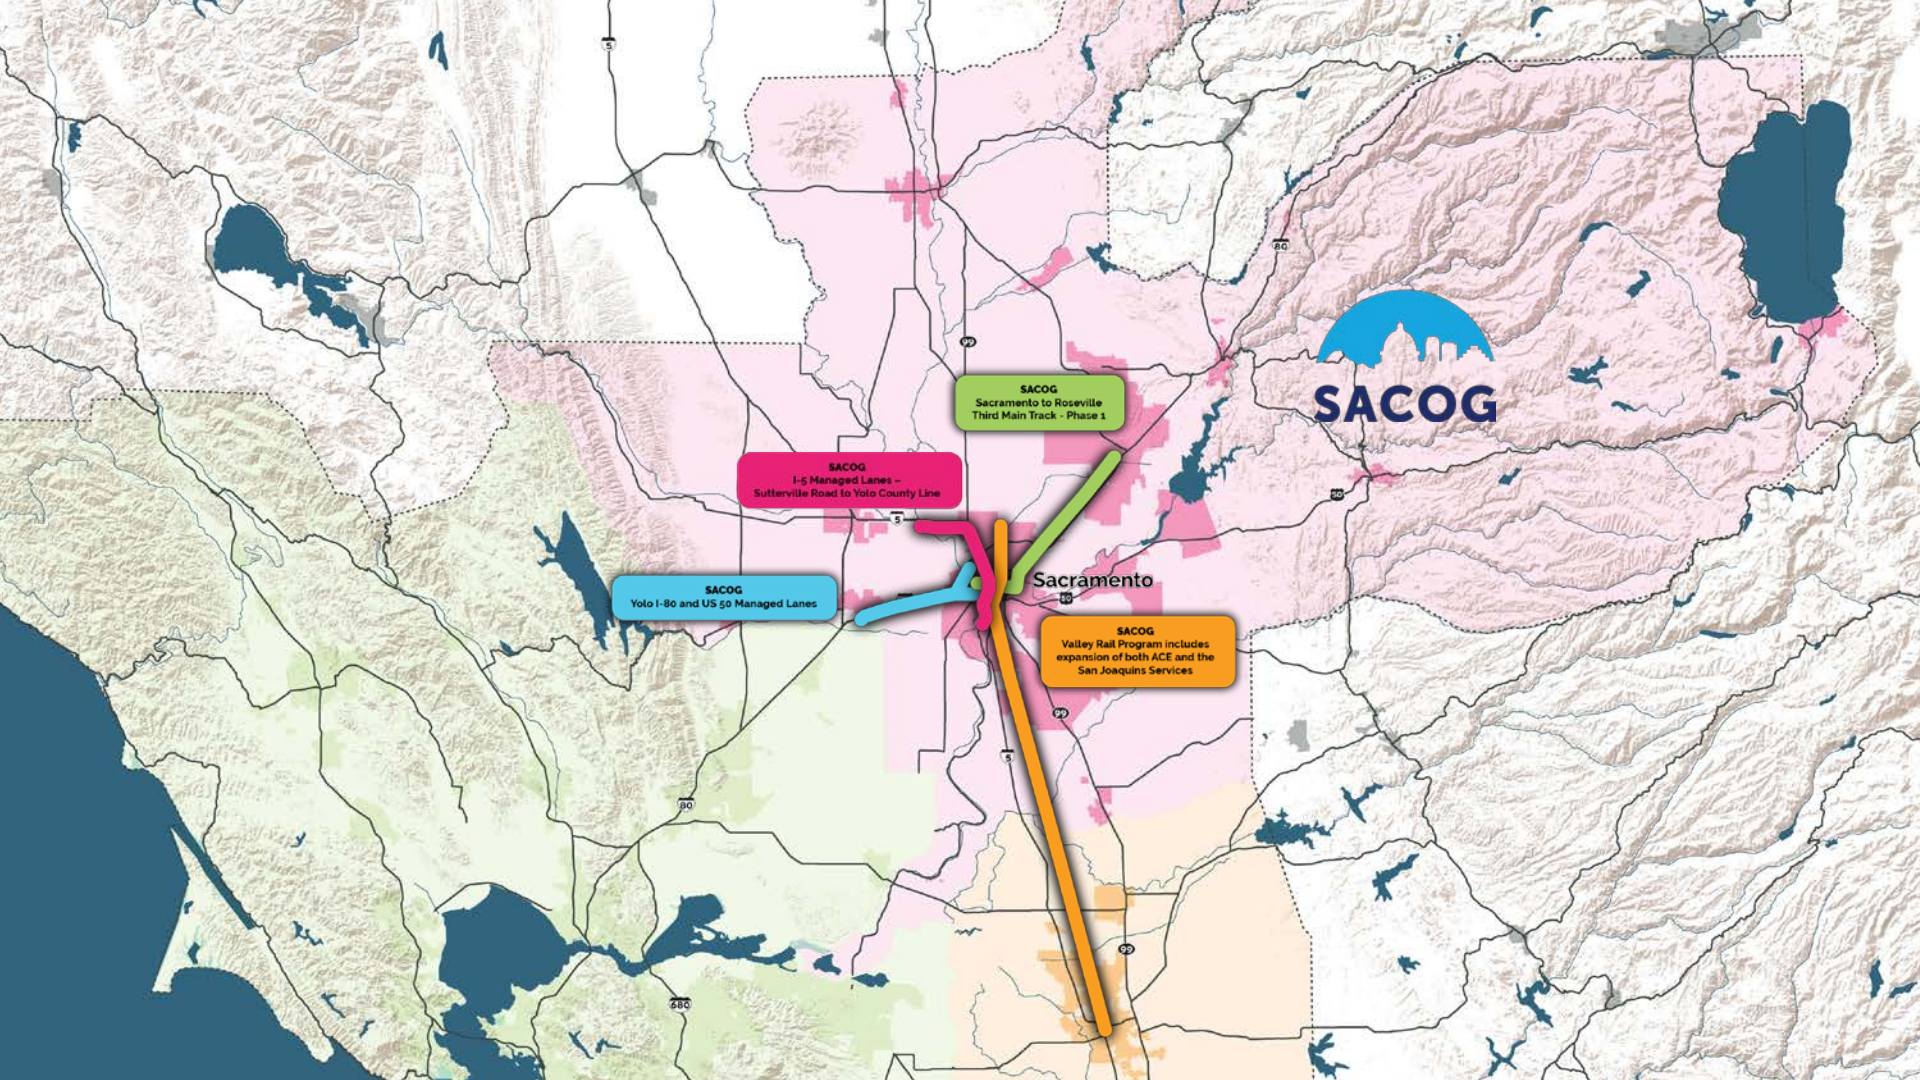 5
80
99
SACOG
SACOG
Sacramento to Roseville
Third Main Track - Phase 1
SACOG
I-5 Managed Lanes –
Sutterville Road to Yolo County Line
50
5
Sacramento
80
SACOG
Yolo I-80 and US 50 Managed Lanes
SACOG
Valley Rail Program includes
expansion of both ACE and the
San Joaquins Services
99
5
80
99
680